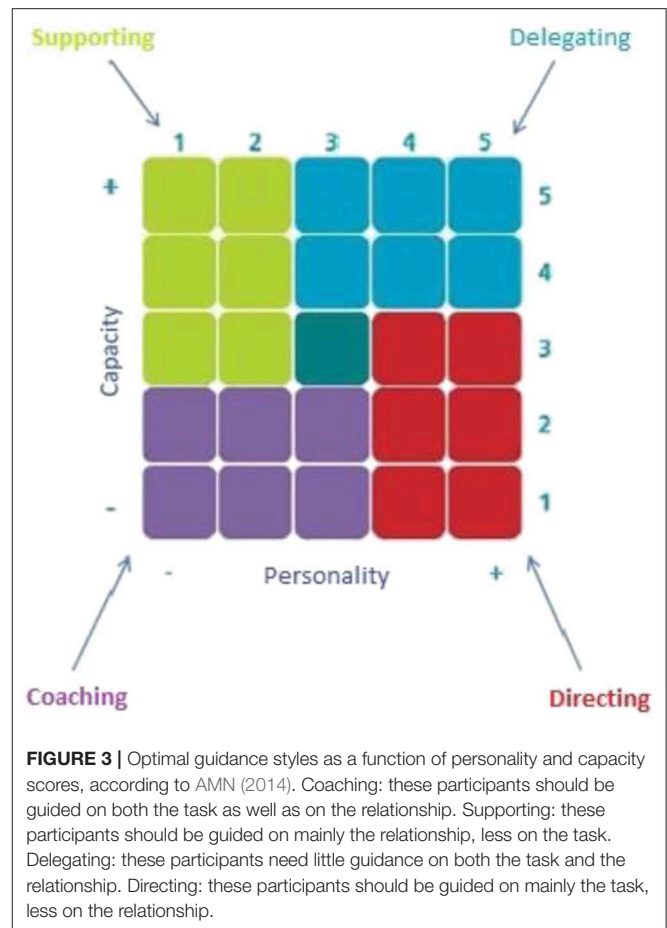 Supporting
Delegating
1 2 3 4 5
+
5
4
Capacity
3
2
-
1
- Personality +
Coaching
Directing
FIGURE 3 | Optimal guidance styles as a function of personality and capacity
scores, according to AMN (2014). Coaching: these participants should be
guided on both the task as well as on the relationship. Supporting: these
participants should be guided on mainly the relationship, less on the task.
Delegating: these participants need little guidance on both the task and the
relationship. Directing: these participants should be guided on mainly the task,
less on the relationship.